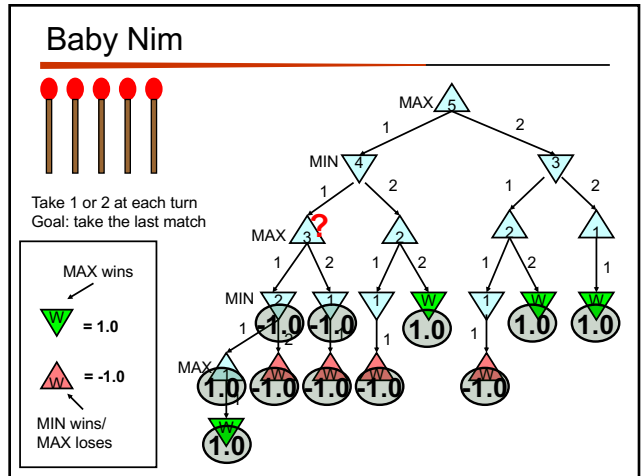 Baby Nim
MAX 5
1 2
MIN 4 3
Take 1 or 2 at each turn
Goal: take the last match
1 2 1 2
MAX 3 ? 2 2 1
1 2 1 2 1 2 1
MIN 2 1 1 W 1 W W
-1.0 -1.0 1.0 1.0 1.0
MAX wins
W = 1.0
1 2 1 1 1
MAX 1 W W W W
1.0 -1.0 -1.0 -1.0 -1.0
W = -1.0
MIN wins/
MAX loses
1
W
1.0